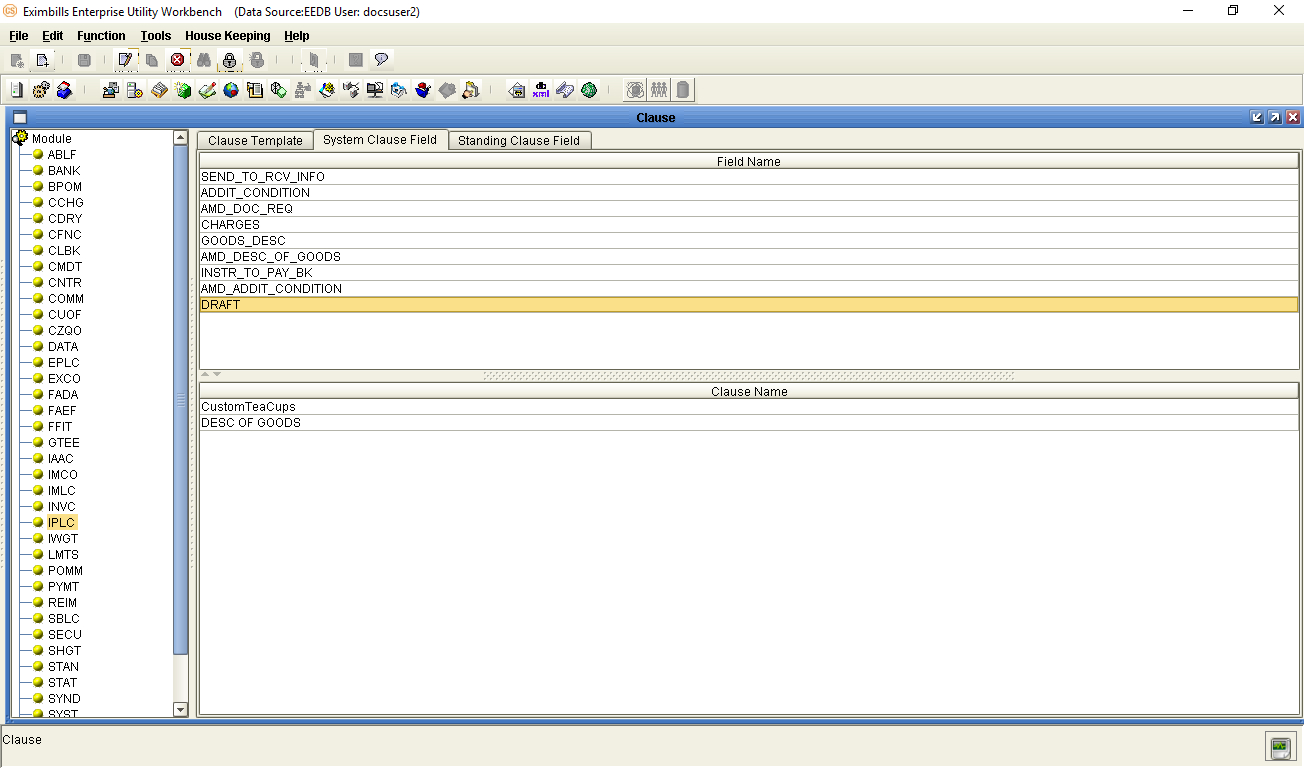 Eximbills Enterprise Utility Workbench (Data Source:EEDB User: docsuser2)
File Edit Function Tools House Keeping Help
Clause
Module
ABLF
BANK
BPOM
CCHG
CDRY
CFNC
CLBK
CMDT
CNTR
COMM
CUOF
CZQO
DATA
EPLC
EXCO
FADA
FAEF
FFIT
GTEE
IAAC
IMCO
IMLC
INVC
IPLC
IWGT
LMTS
POMM
PYMT
REIM
SBLC
SECU
SHGT
STAN
STAT
SYND
SYST
Clause Template System Clause Field Standing Clause Field
Field Name
SEND_TO_RCV_INFO
ADDIT_CONDITION
AMD_DOC_REQ
CHARGES
GOODS_DESC
AMD_DESC_OF_GOODS
INSTR_TO_PAY_BK
AMD_ADDIT_CONDITION
DRAFT
Clause Name
CustomTeaCups
DESC OF GOODS
Clause